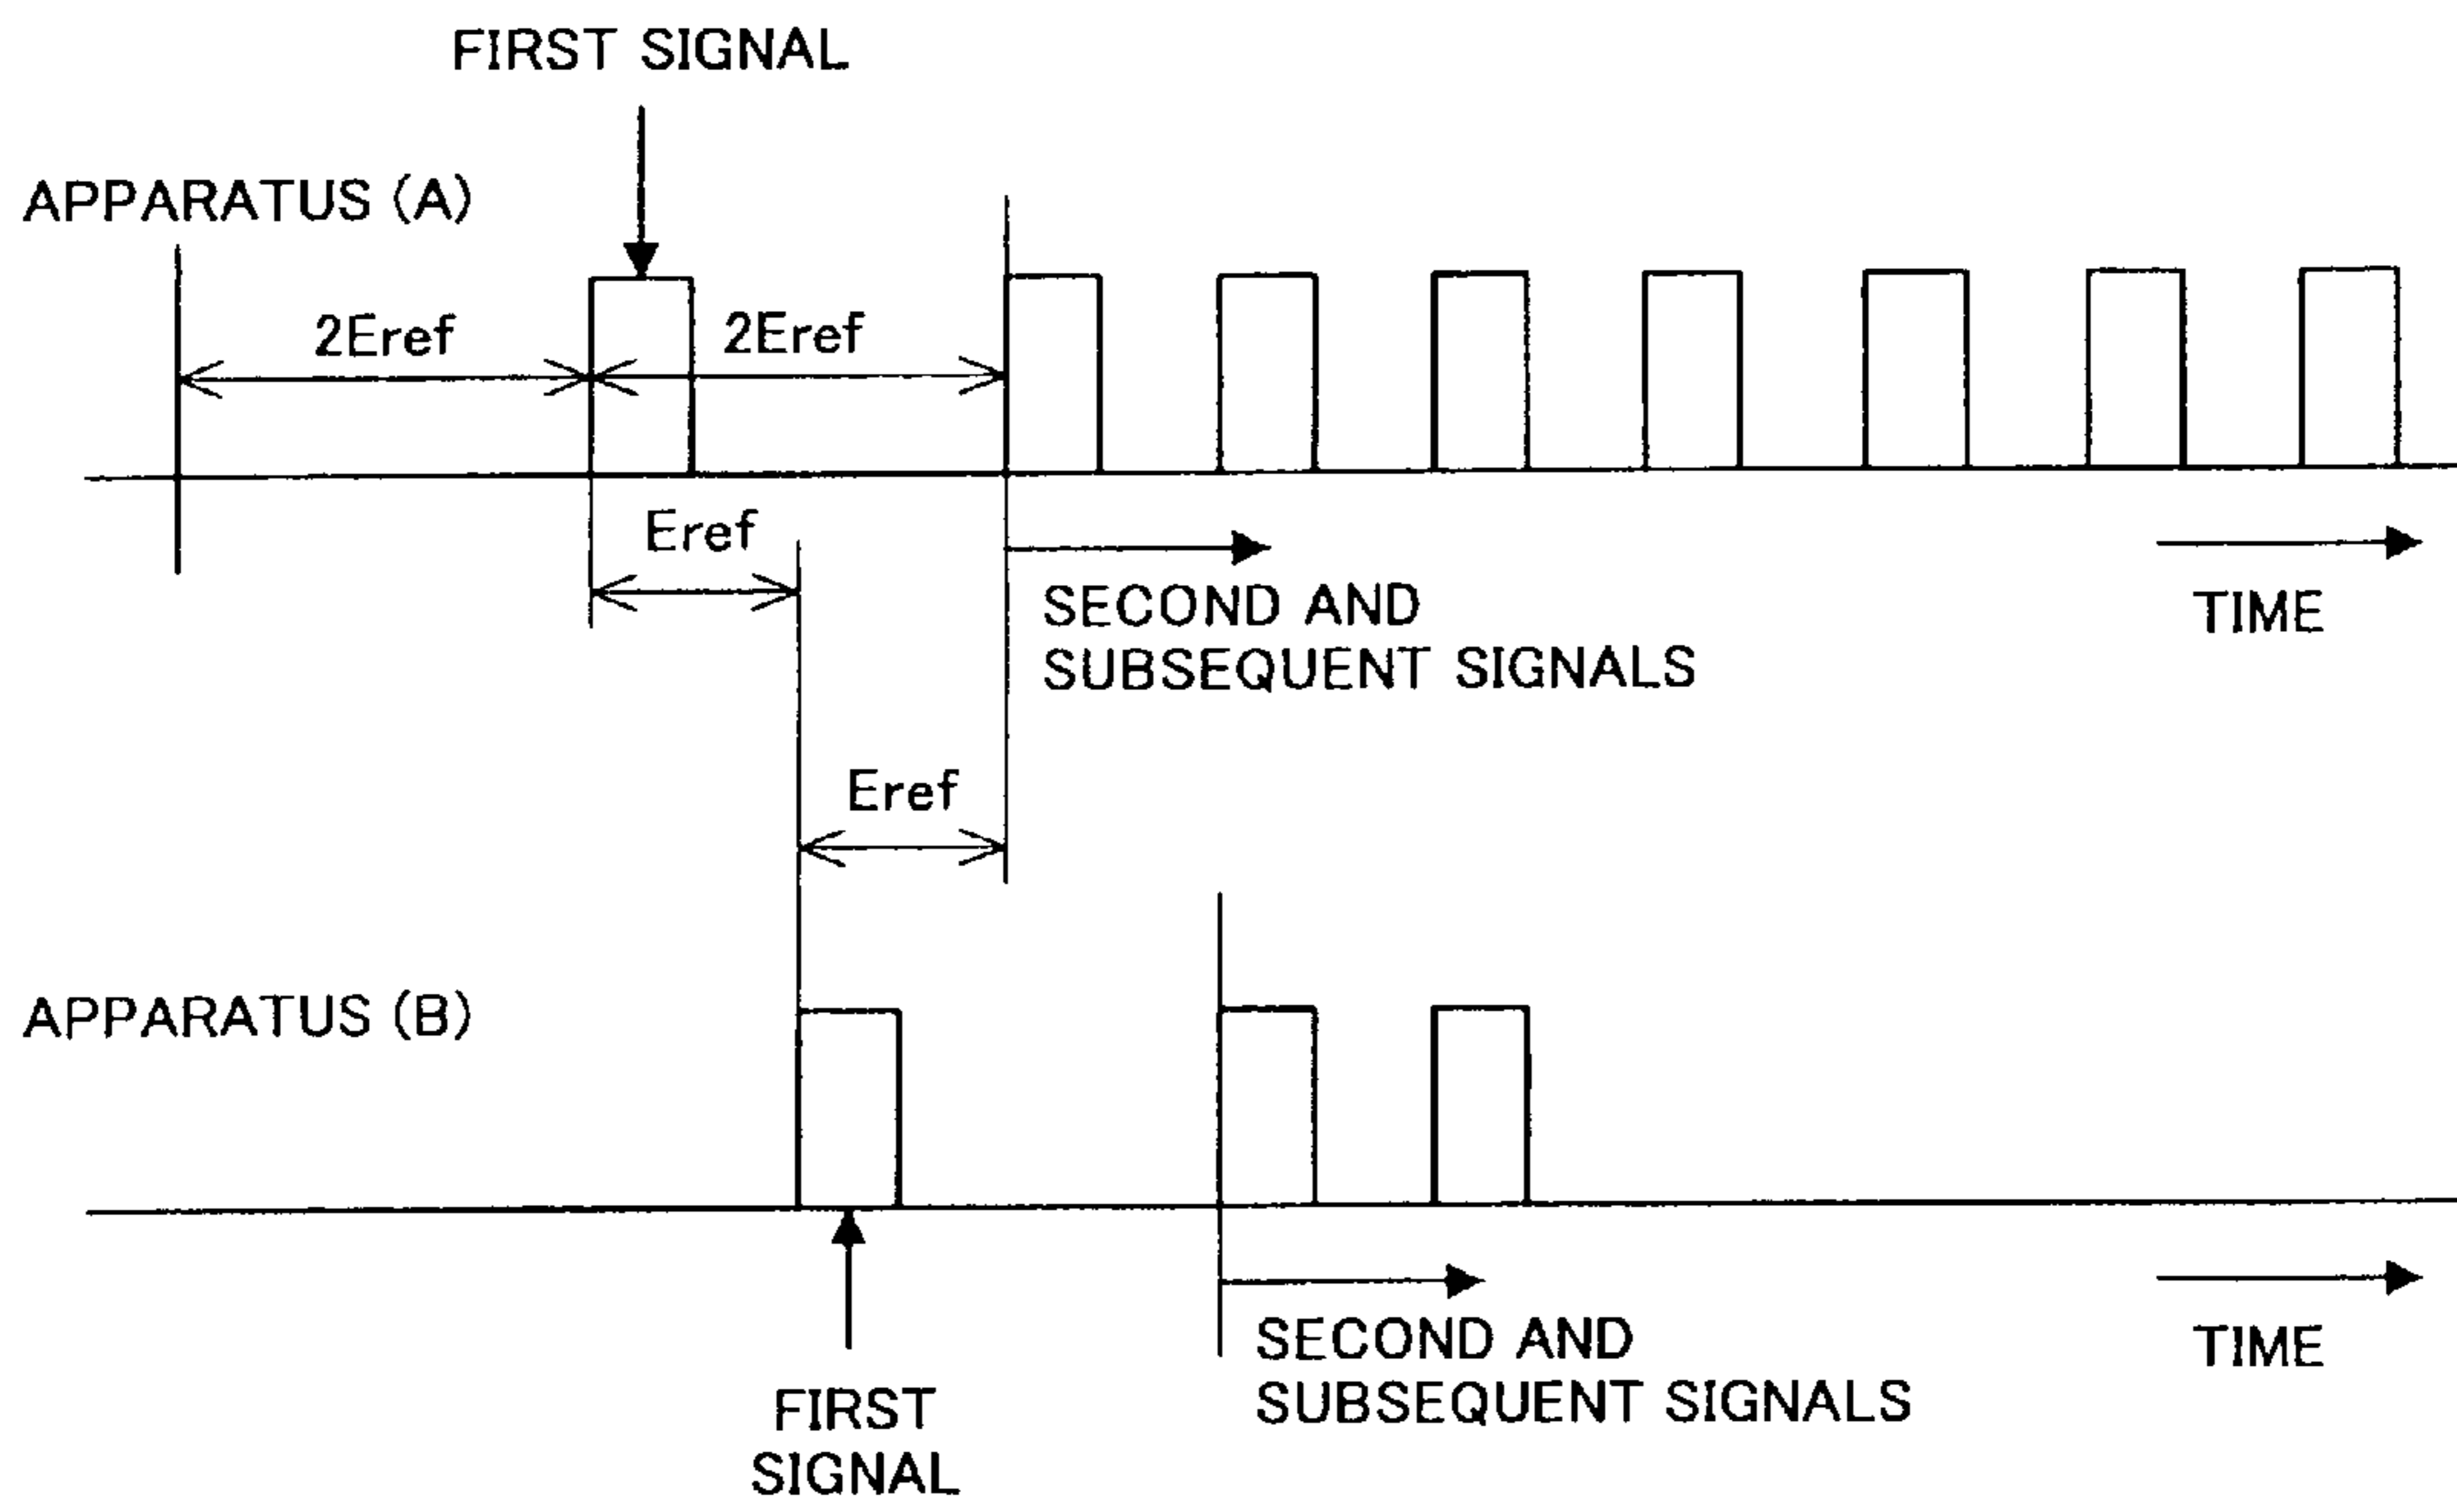 FIRST SIGNAL
APPARATUS (A)
2Eref
2Eref
Eref
SECOND AND
SUBSEQUENT SIGNALS
TIME
Eref
APPARATUS (B)
SECOND AND
SUBSEQUENT SIGNALS
TIME
FIRST
SIGNAL